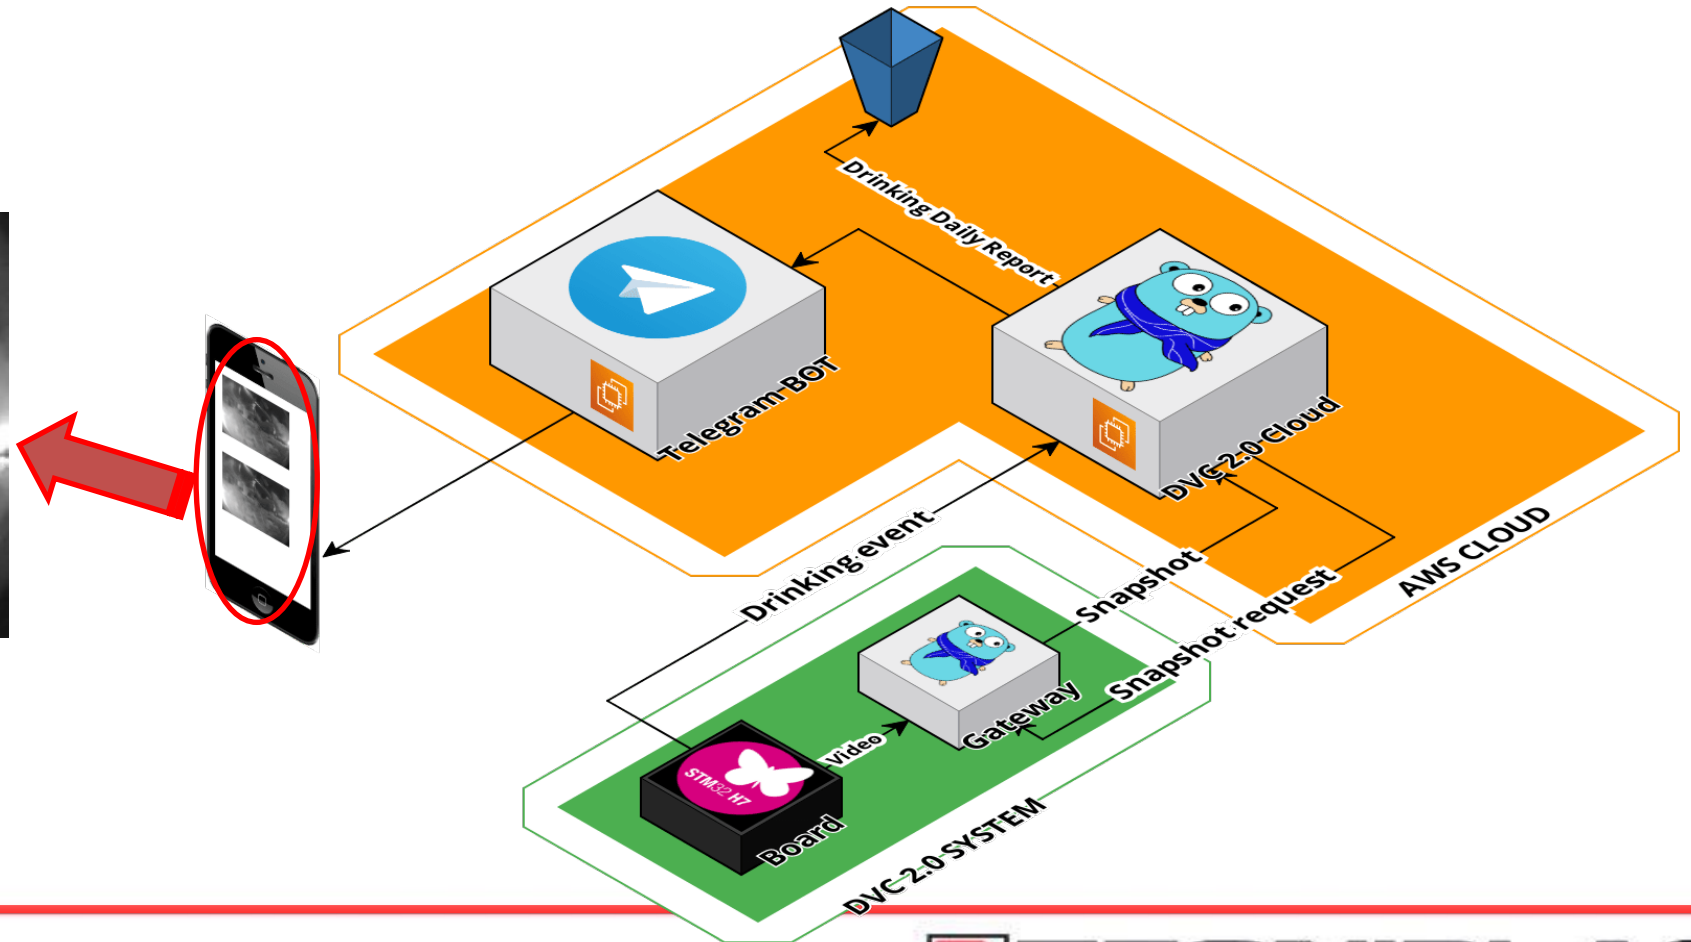 Drinking Daily Report
Telegram BOT
DVC 2.0 Cloud
AWS CLOUD
Drinking event
Snapshot
Snapshot request
Gateway
Video
STM32 H7
Board
DVC 2.0 SYSTEM